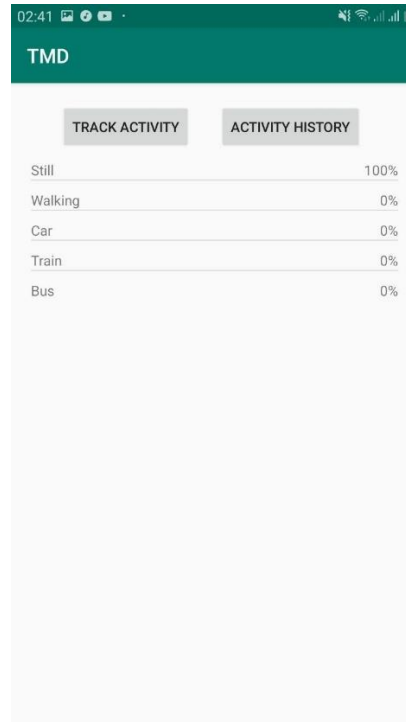 02:41
TMD
TRACK ACTIVITY ACTIVITY HISTORY
Still 100%
Walking 0%
Car 0%
Train 0%
Bus 0%